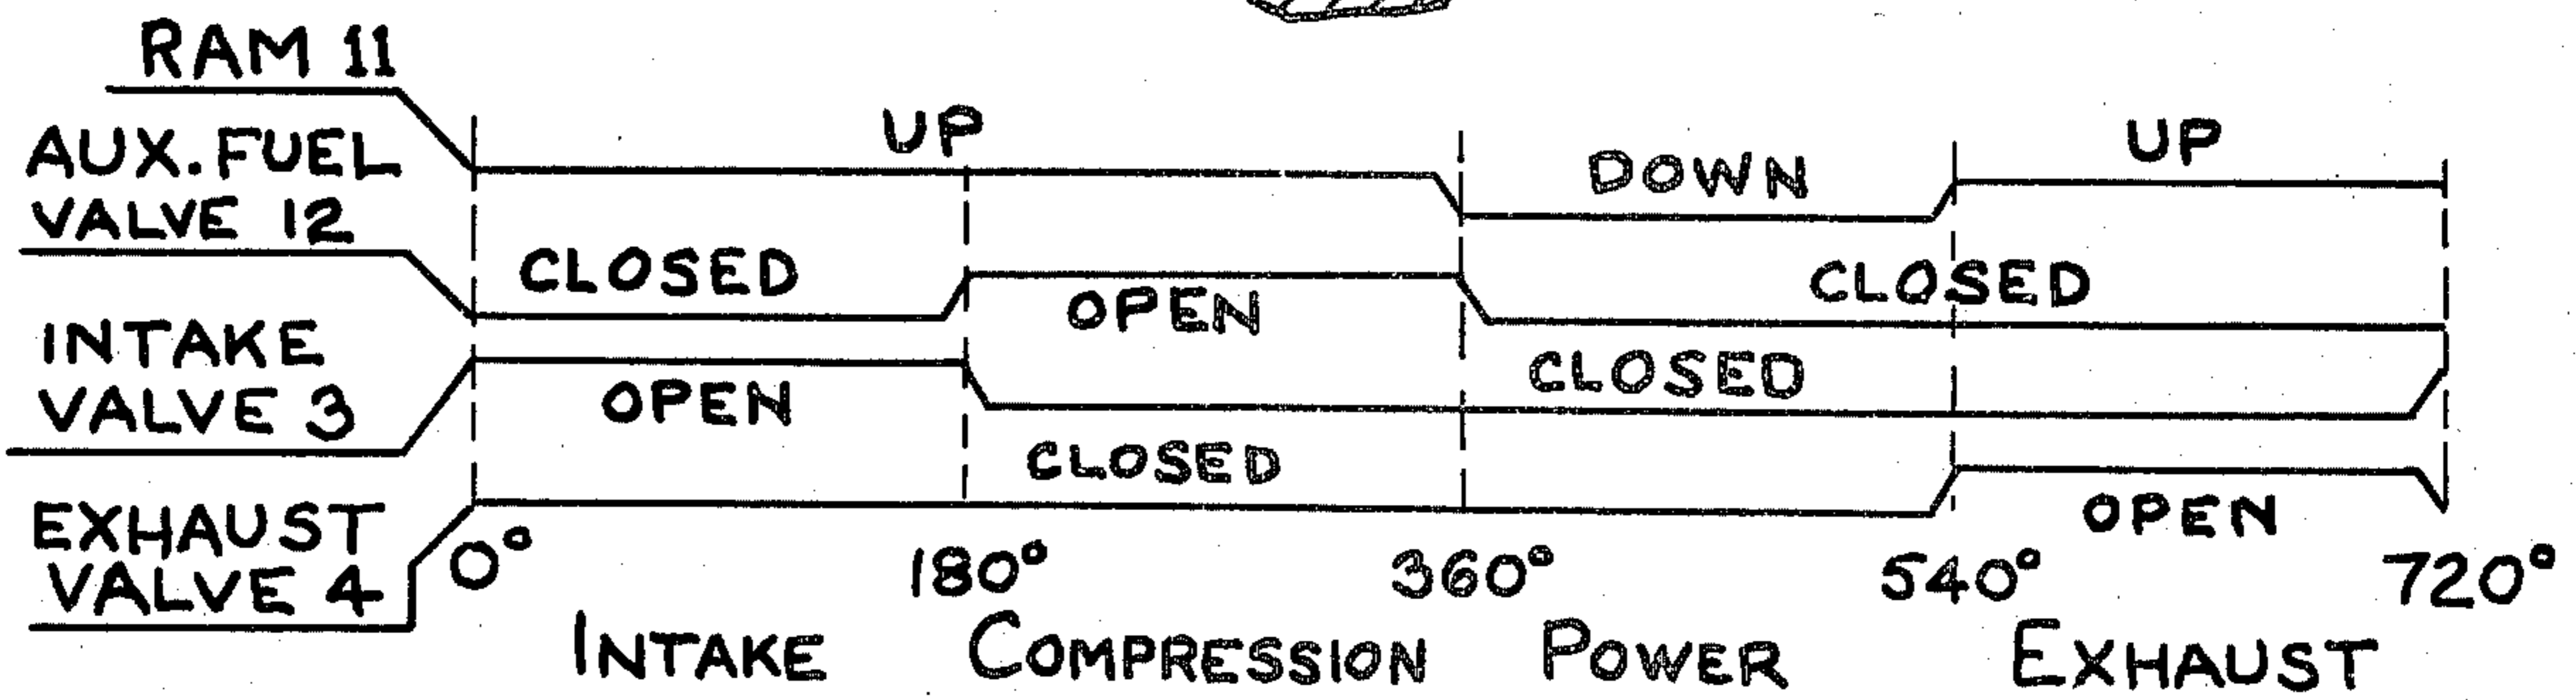 RAM 11
UP
UP
DOWN
AUX. FUEL
VALVE 12
CLOSED
OPEN
CLOSED
INTAKE
VALVE 3
OPEN
CLOSED
CLOSED
EXHAUST
VALVE 4
OPEN
0° 180° 360° 540° 720°
INTAKE COMPRESSION POWER EXHAUST